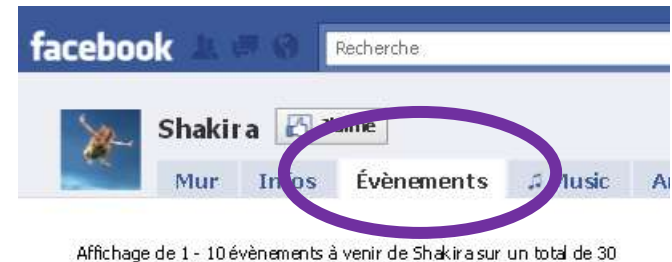 facebook Recherche
Shakira J'aime
Mur Infos Évènements Music
Affichage de 1 - 10 évènements à venir de Shakira sur un total de 30